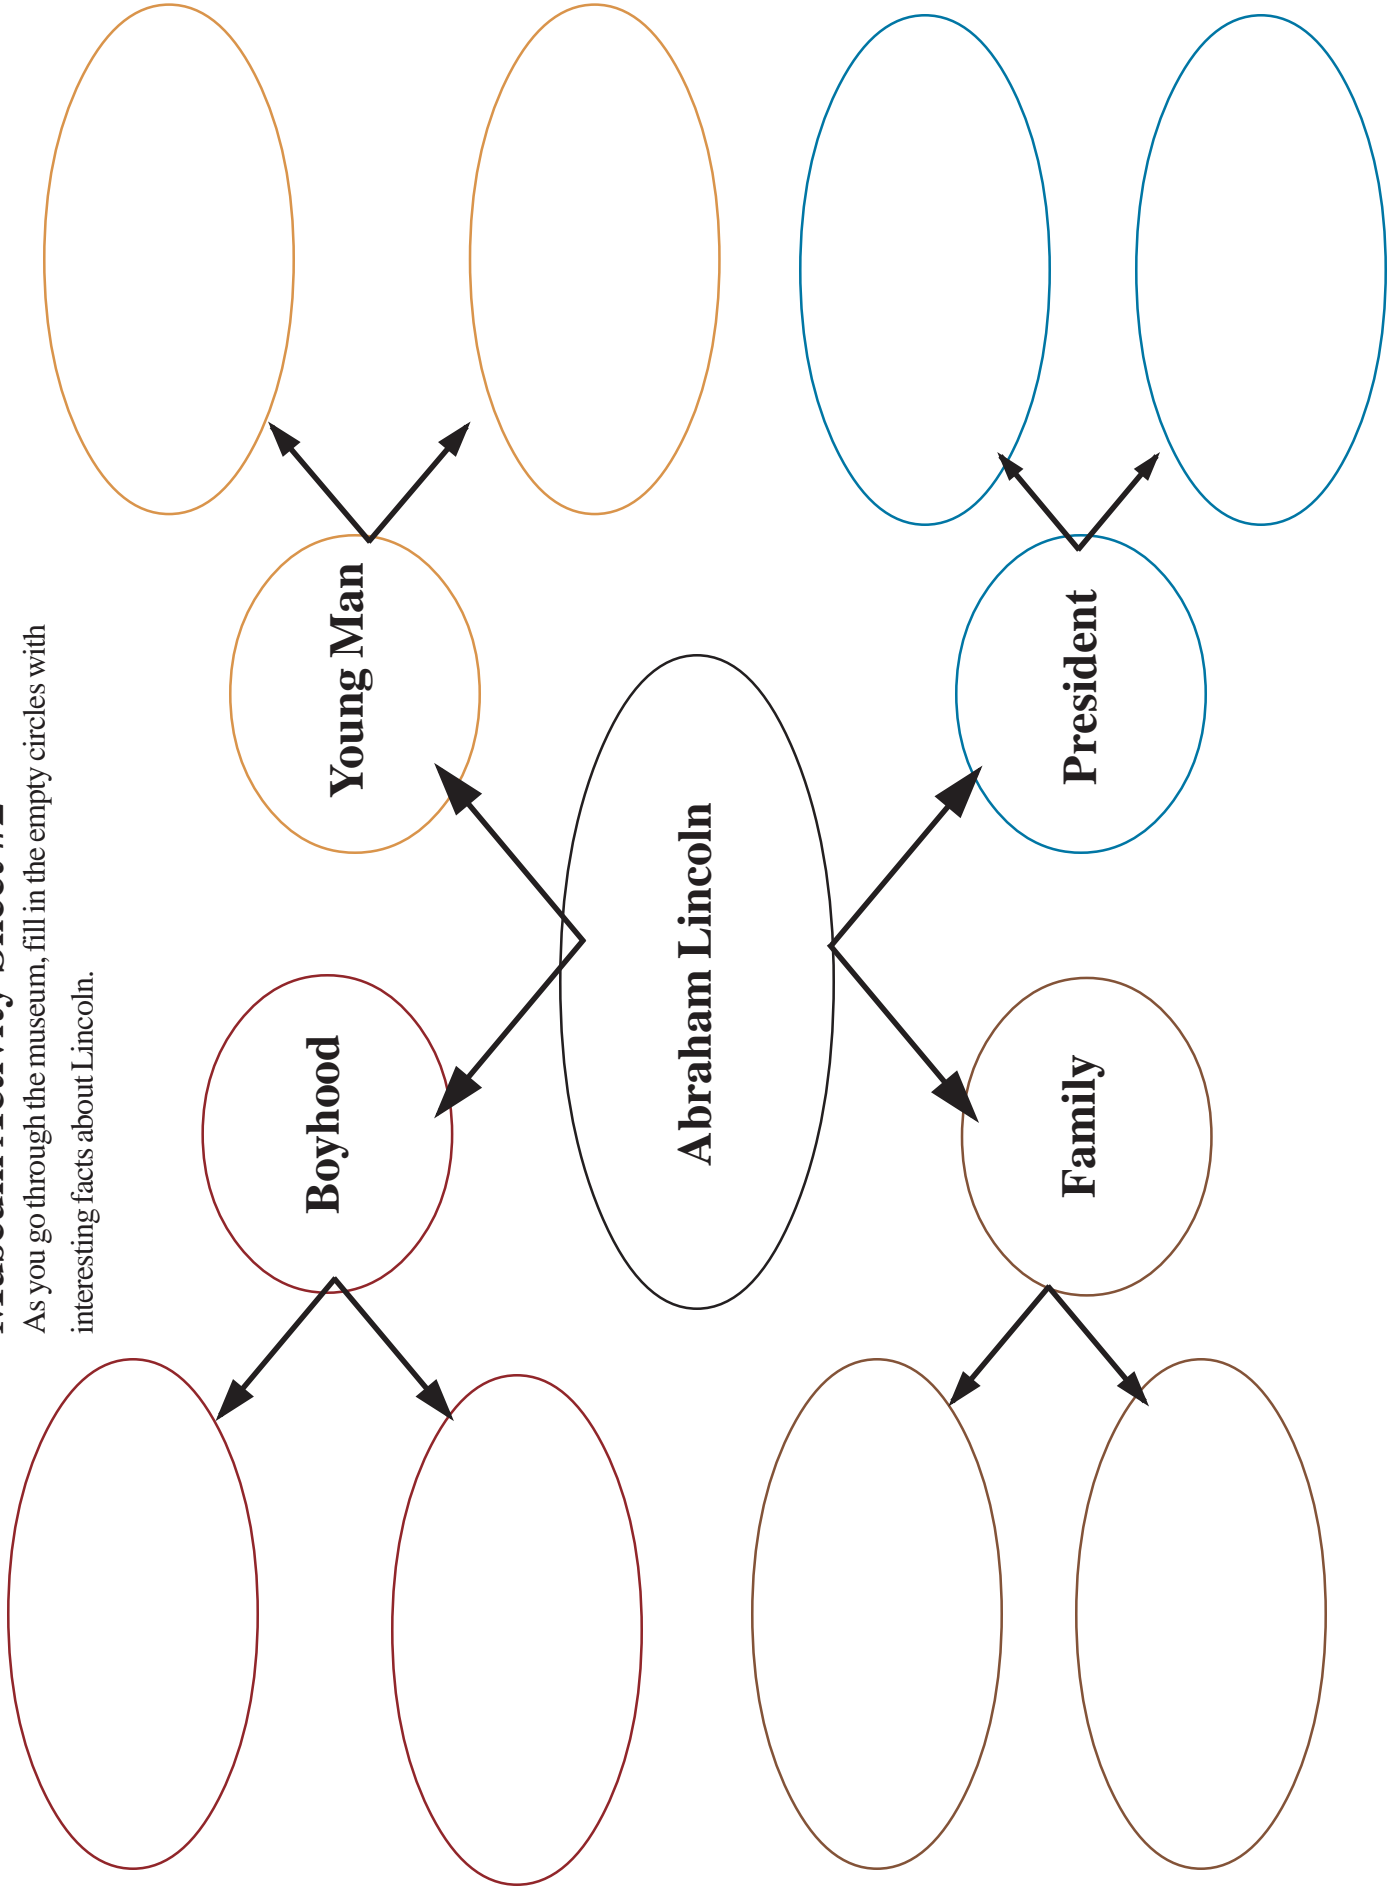 As you go through the museum, fill in the empty circles with
interesting facts about Lincoln.
Boyhood
Young Man
Abraham Lincoln
Family
President